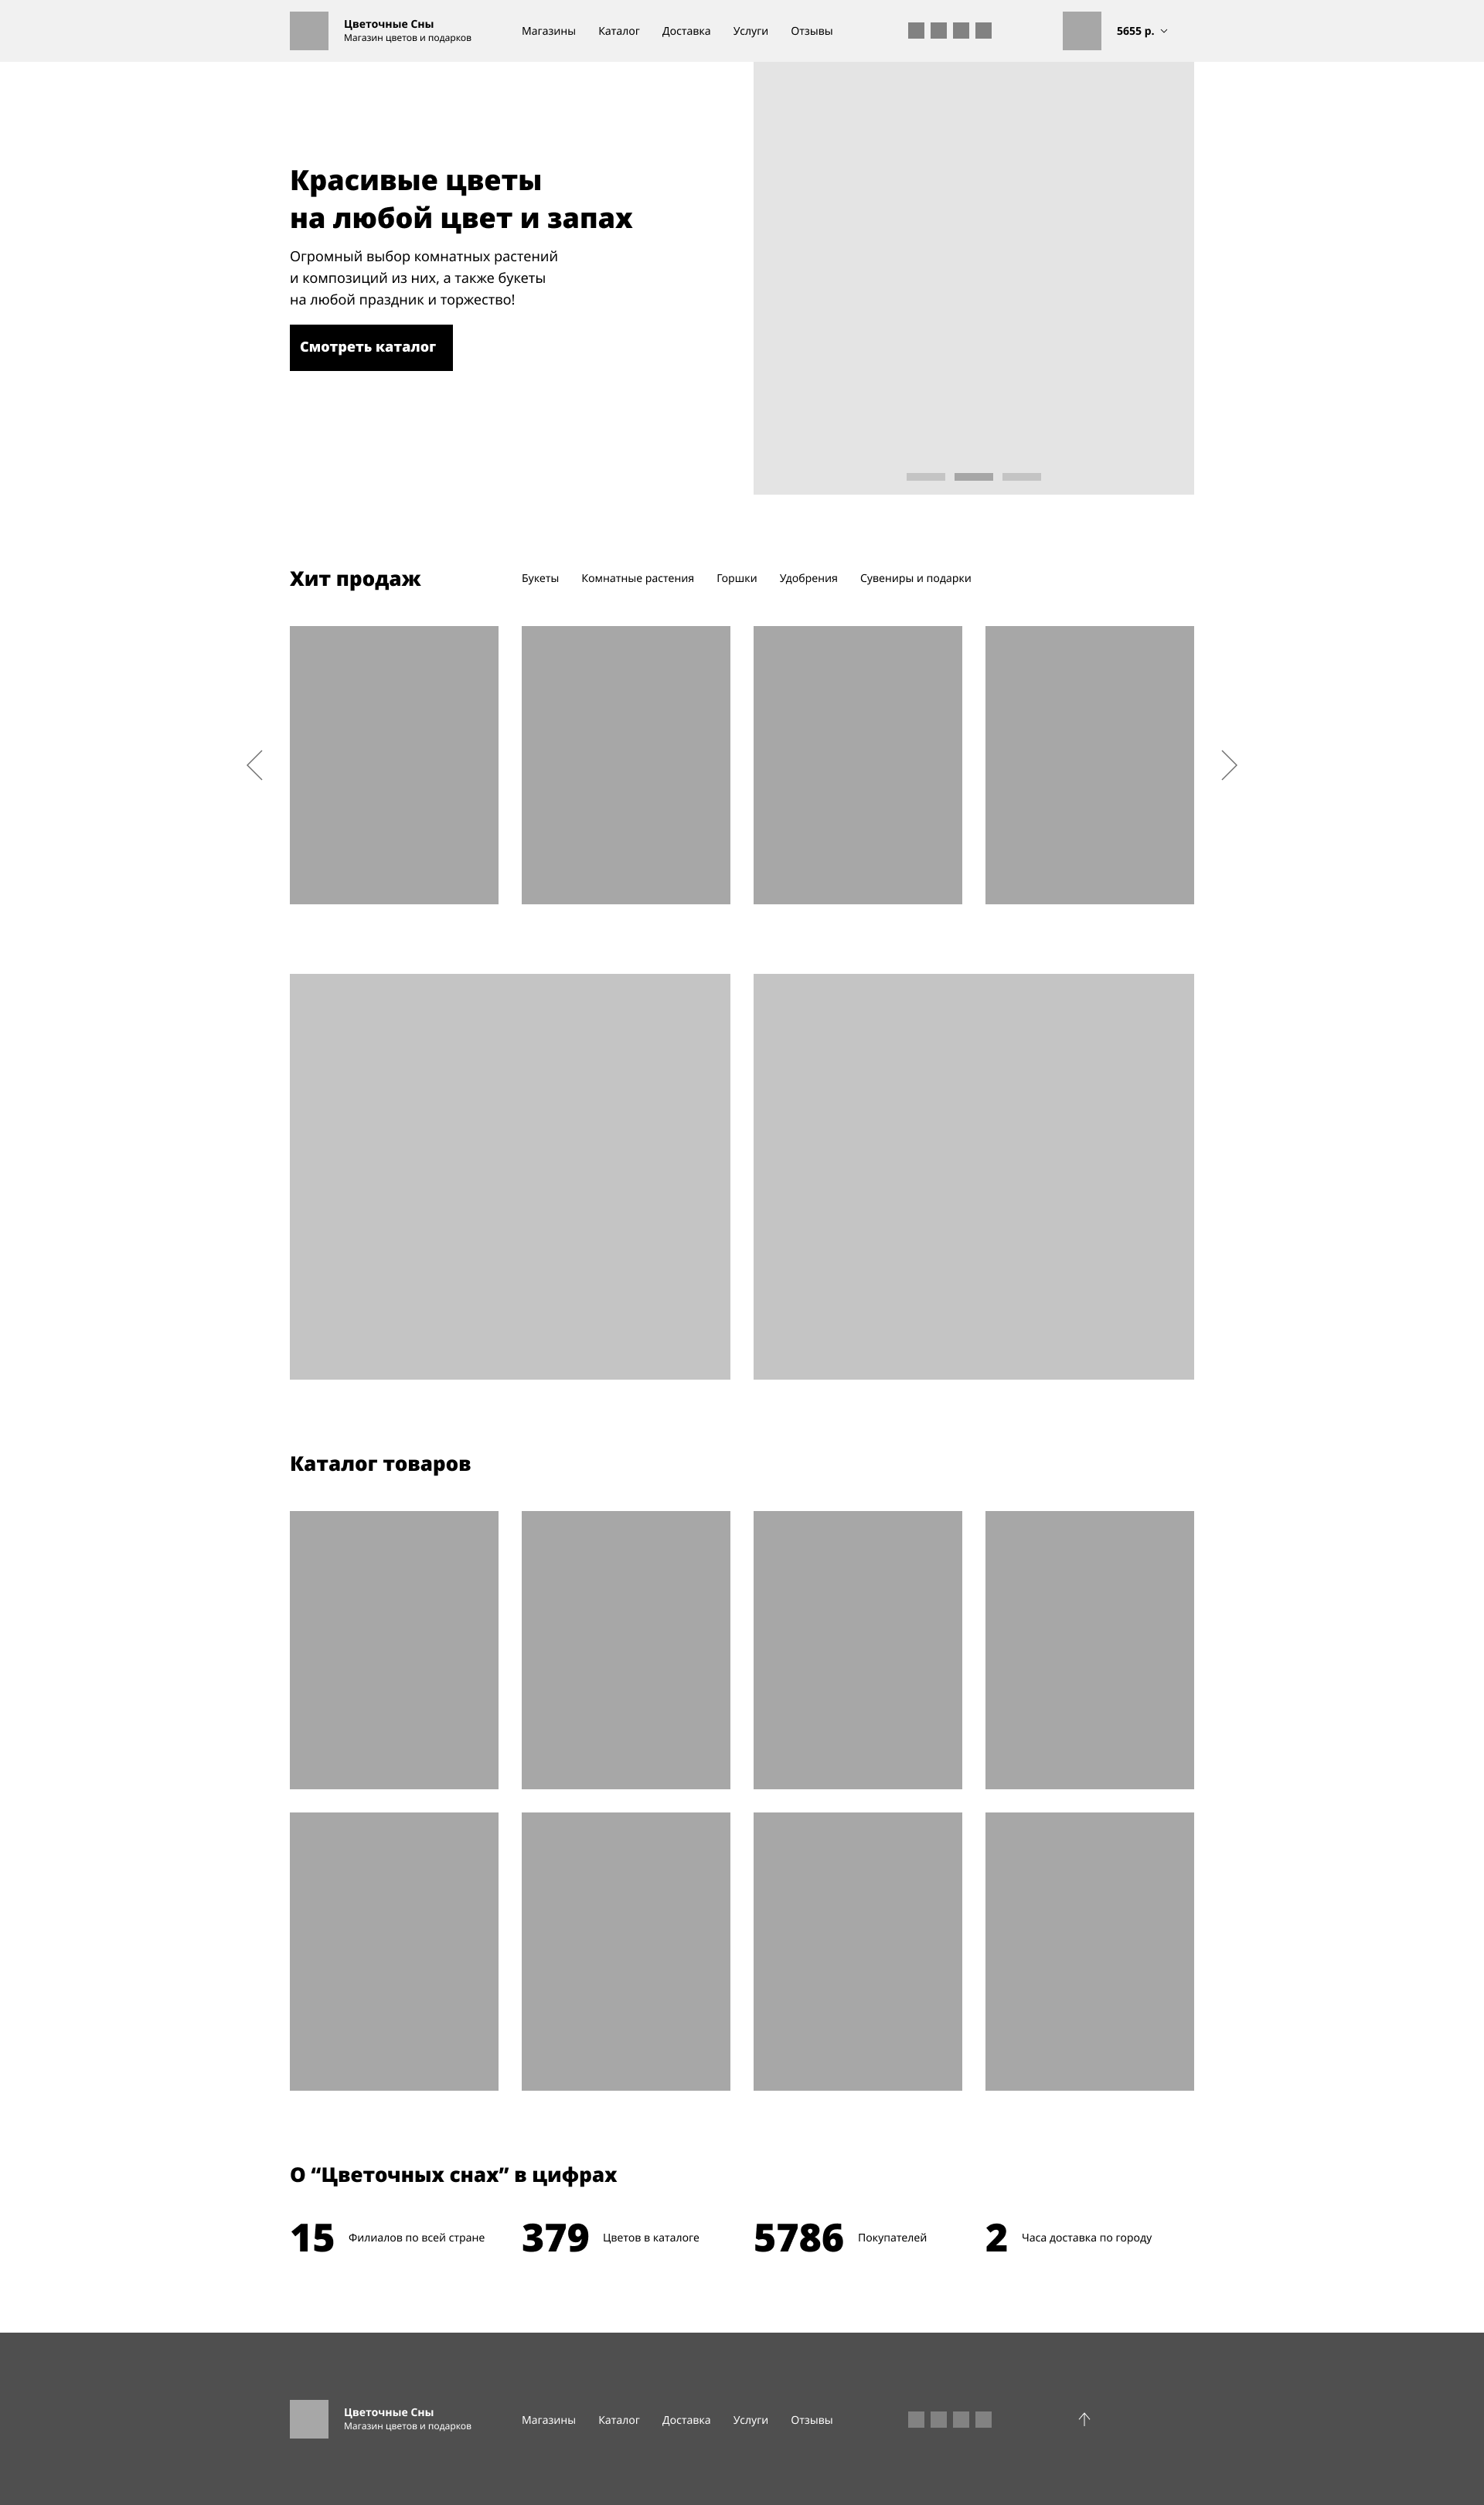 Цветочные Сны
Магазин цветов и подарков
Магазины Каталог Доставка Услуги Отзывы
5655 р.
Красивые цветы
на любой цвет и запах
Огромный выбор комнатных растений
и композиций из них, а также букеты
на любой праздник и торжество!
Смотреть каталог
Хит продаж
Букеты Комнатные растения Горшки Удобрения Сувениры и подарки
Каталог товаров
О “Цветочных снах” в цифрах
15 Филиалов по всей стране
379 Цветов в каталоге
5786 Покупателей
2 Часа доставка по городу
Цветочные Сны
Магазин цветов и подарков
Магазины Каталог Доставка Услуги Отзывы